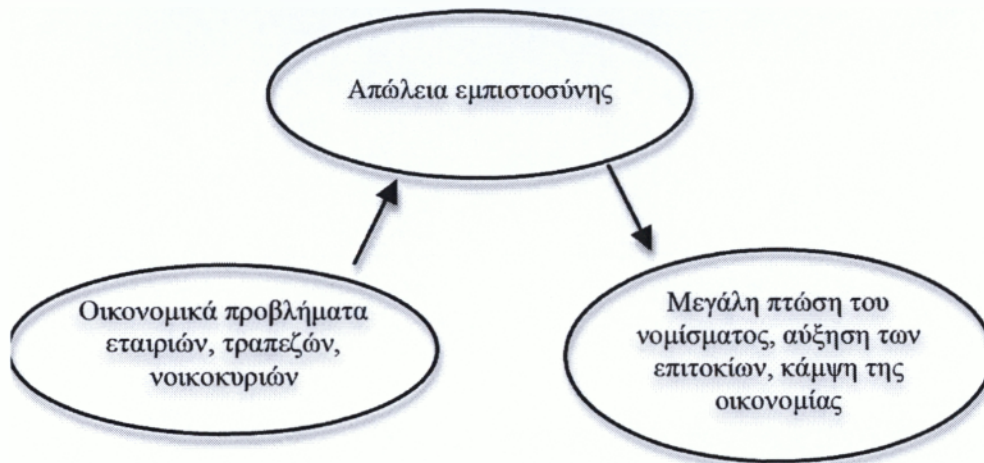 Απώλεια εμπιστοσύνης
Οικονομικά προβλήματα
εταιριών, τραπεζών,
νοικοκυριών
Μεγάλη πτώση του
νομίσματος, αύξηση των
επιτοκίων, κάμψη της
οικονομίας